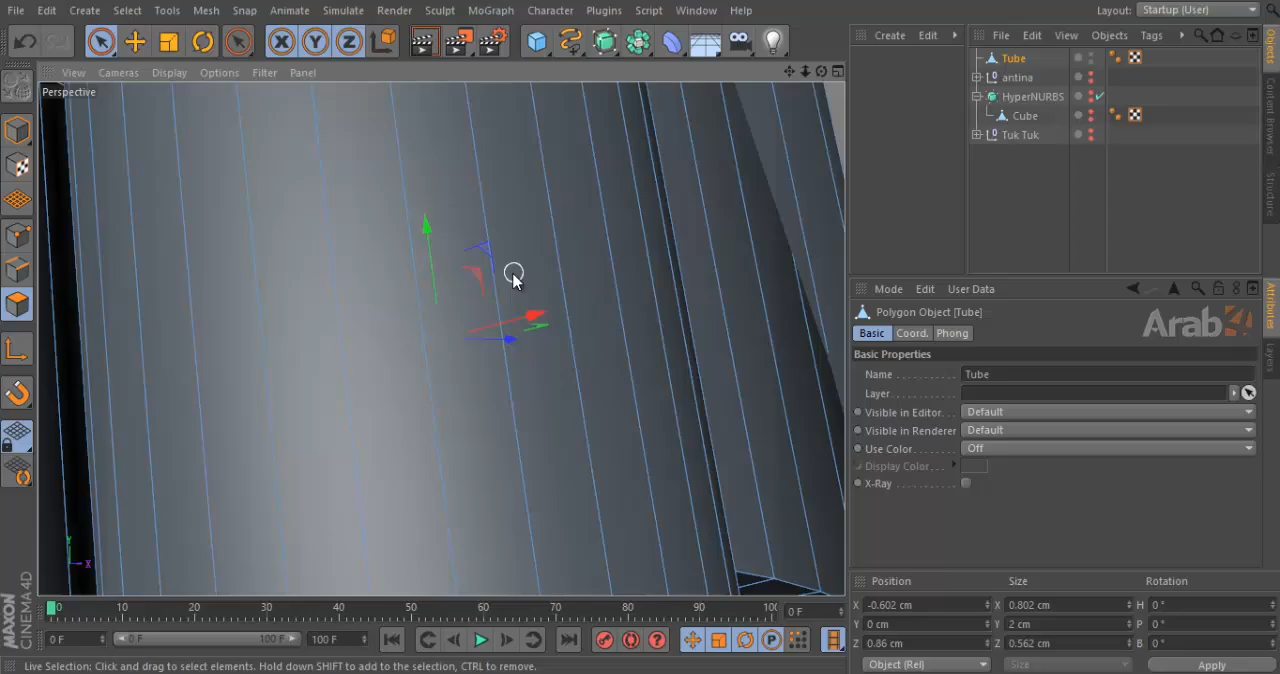 File Edit Create Select Tools Mesh Snap Animate Simulate Render Sculpt MoGraph Character Plugins Script Window Help Layout: Startup (User)
X Y Z
Create Edit File Edit View Objects Tags
View Cameras Display Options Filter Panel
Perspective
Tube
antina
HyperNURBS
Cube
Tuk Tuk
Objects
Content Browser
Structure
Mode Edit User Data
Polygon Object [Tube]
Arab4
Basic Coord. Phong
Basic Properties
Name Tube
Layer
Visible in Editor Default
Visible in Renderer Default
Use Color Off
Display Color
X-Ray
Attributes
Layers
Y
X
0 10 20 30 40 50 60 70 80 90 100 0 F
0 F 0 F 100 F 100 F
P
Position Size Rotation
X -0.602 cm X 0.802 cm H 0 °
Y 0 cm Y 2 cm P 0 °
Z 0.86 cm Z 0.562 cm B 0 °
Object (Rel) Size Apply
MAXON
CINEMA 4D
Live Selection: Click and drag to select elements. Hold down SHIFT to add to the selection, CTRL to remove.